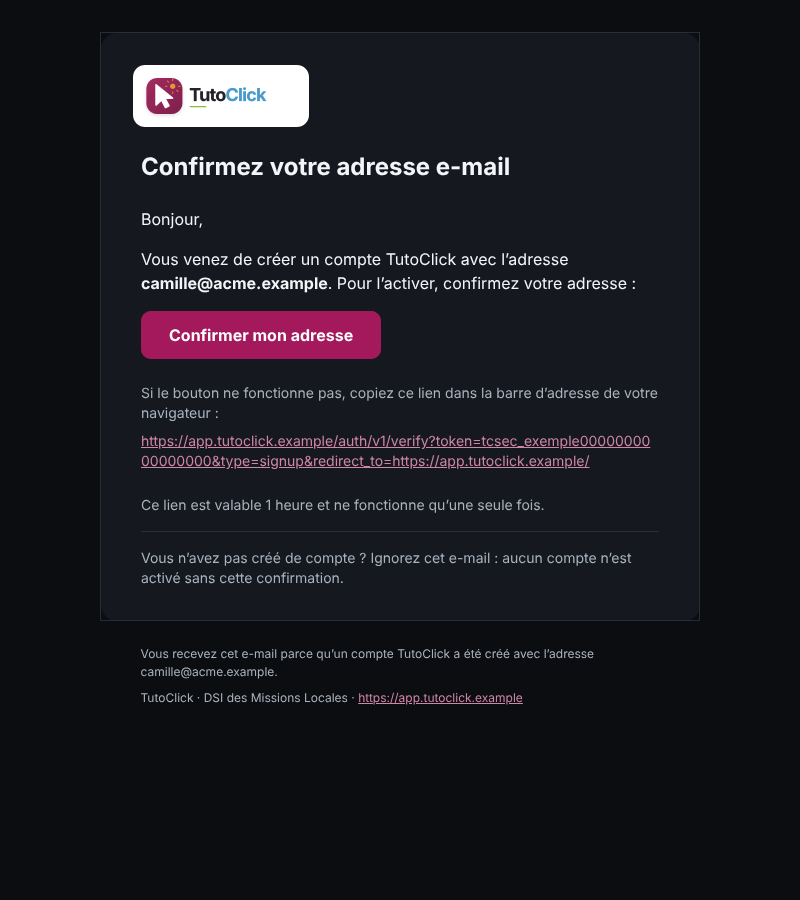 TutoClick
Confirmez votre adresse e-mail
Bonjour,
Vous venez de créer un compte TutoClick avec l’adresse
camille@acme.example. Pour l’activer, confirmez votre adresse :
Confirmer mon adresse
Si le bouton ne fonctionne pas, copiez ce lien dans la barre d’adresse de votre
navigateur :
https://app.tutoclick.example/auth/v1/verify?token=tcsec_exemple00000000
00000000&type=signup&redirect_to=https://app.tutoclick.example/
Ce lien est valable 1 heure et ne fonctionne qu’une seule fois.
Vous n’avez pas créé de compte ? Ignorez cet e-mail : aucun compte n’est
activé sans cette confirmation.
Vous recevez cet e-mail parce qu’un compte TutoClick a été créé avec l’adresse
camille@acme.example.
TutoClick · DSI des Missions Locales · https://app.tutoclick.example